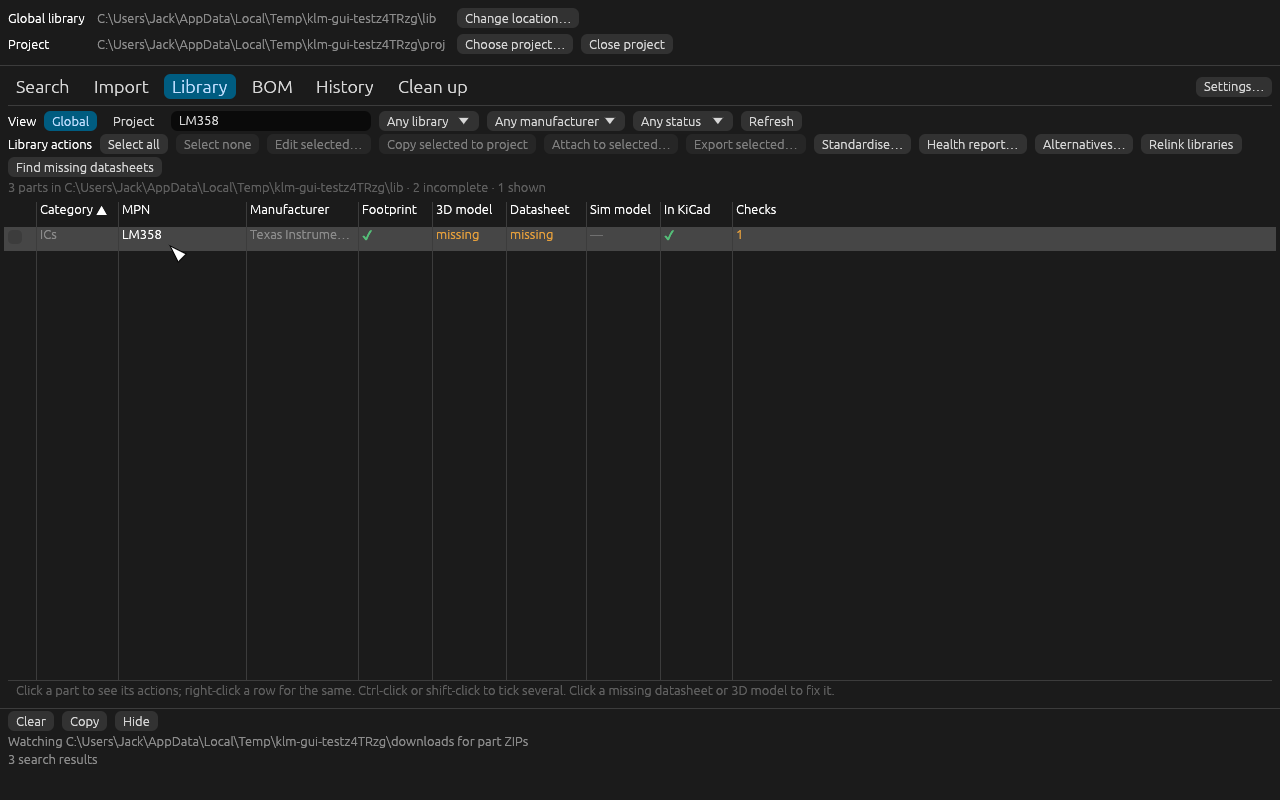 Global library C:\Users\Jack\AppData\Local\Temp\klm-gui-testz4TRzg\lib Change location…
Project C:\Users\Jack\AppData\Local\Temp\klm-gui-testz4TRzg\proj Choose project… Close project
Search Import Library BOM History Clean up Settings…
View Global Project LM358 Any library Any manufacturer Any status Refresh
Library actions Select all Select none Edit selected… Copy selected to project Attach to selected… Export selected… Standardise… Health report… Alternatives… Relink libraries
Find missing datasheets
3 parts in C:\Users\Jack\AppData\Local\Temp\klm-gui-testz4TRzg\lib · 2 incomplete · 1 shown
Category ▲ MPN Manufacturer Footprint 3D model Datasheet Sim model In KiCad Checks
ICs LM358 Texas Instrume… ✓ missing missing — ✓ 1
Click a part to see its actions; right-click a row for the same. Ctrl-click or shift-click to tick several. Click a missing datasheet or 3D model to fix it.
Clear Copy Hide
Watching C:\Users\Jack\AppData\Local\Temp\klm-gui-testz4TRzg\downloads for part ZIPs
3 search results